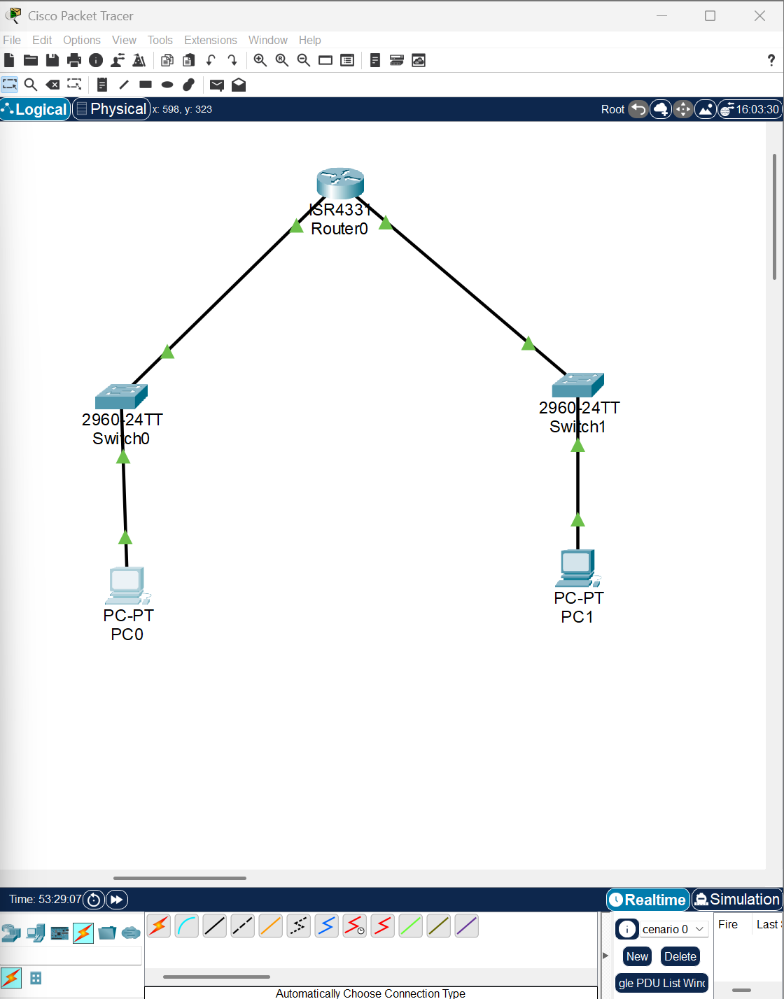 Cisco Packet Tracer
File Edit Options View Tools Extensions Window Help
?
Logical Physical x: 598, y: 323 Root 16:03:30
ISR4331
Router0
2960-24TT
Switch1
2960-24TT
Switch0
PC-PT
PC1
PC-PT
PC0
Time: 53:29:07 Realtime Simulation
cenario 0 Fire Last
New Delete
gle PDU List Wind
Automatically Choose Connection Type